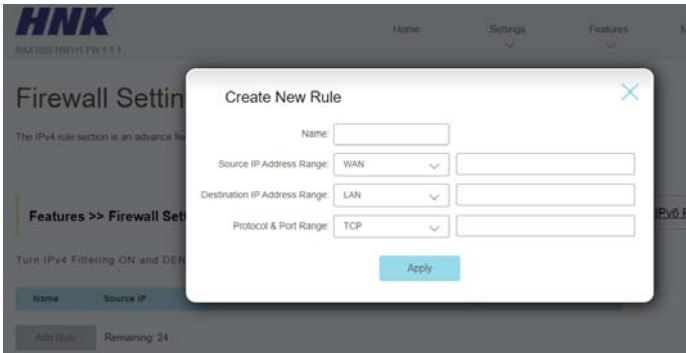 HNK
Home Settings Features
Firewall Settin
Create New Rule
The IPv4 rule section is an advance
Name:
Source IP Address Range: WAN
Destination IP Address Range: LAN
Features >> Firewall Set
Protocol & Port Range: TCP
Turn IPv4 Filtering ON and DEN
Apply
Name Source IP
Add Rule Remaining: 24